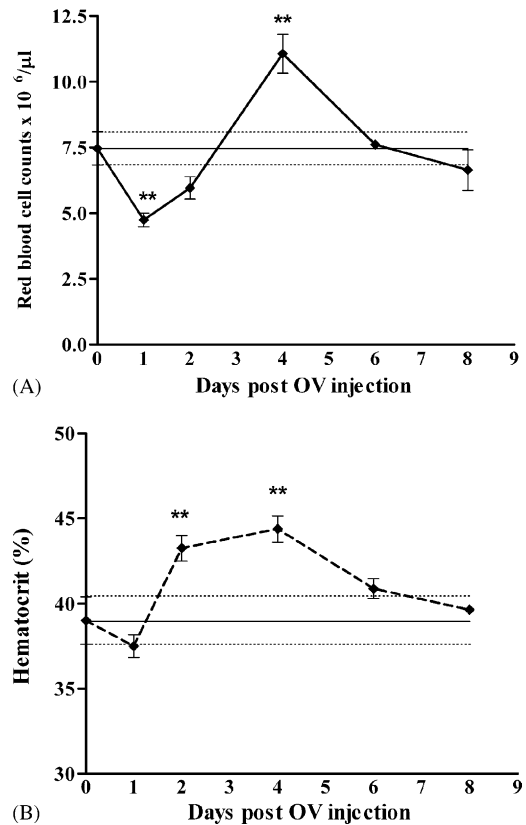 12.5
10.0
7.5
5.0
2.5
0.0
Red blood cell counts x 10 ⁶/µl
**
**
0 1 2 3 4 5 6 7 8 9
(A)
Days post OV injection
50
45
40
35
30
Hematocrit (%)
**
**
0 1 2 3 4 5 6 7 8 9
(B)
Days post OV injection